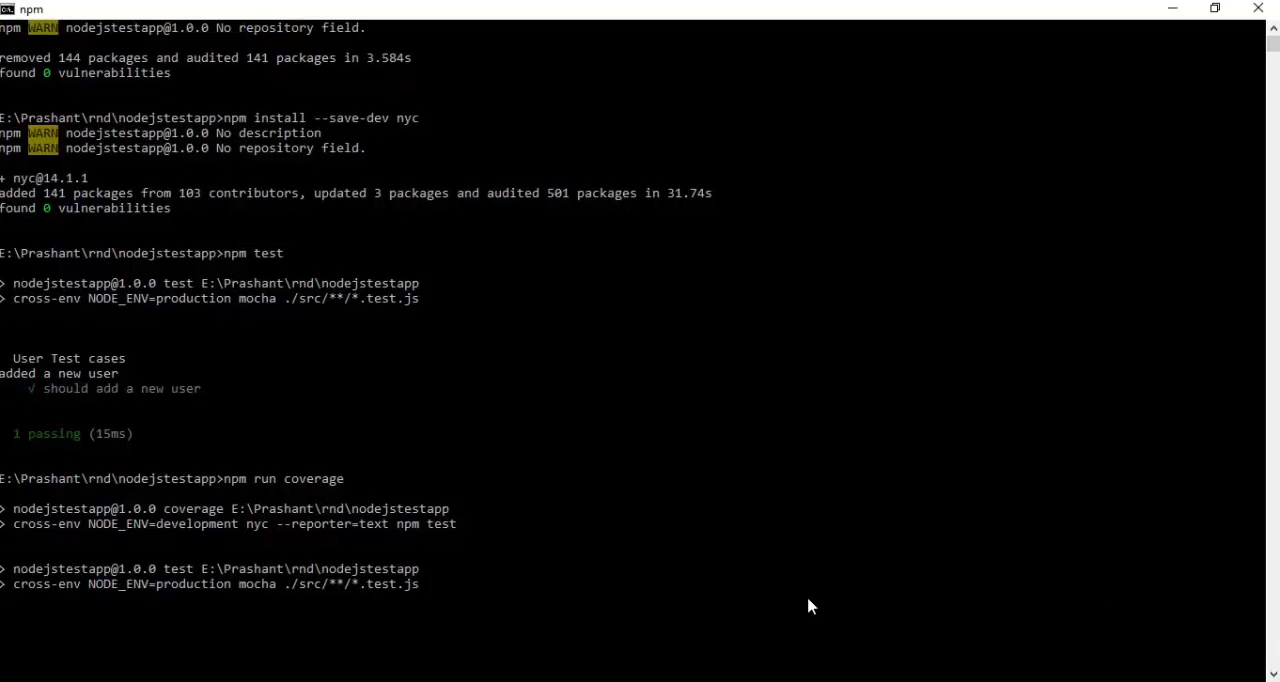 npm
npm WARN nodejstestapp@1.0.0 No repository field.
removed 144 packages and audited 141 packages in 3.584s
found 0 vulnerabilities
E:\Prashant\rnd\nodejstestapp>npm install --save-dev nyc
npm WARN nodejstestapp@1.0.0 No description
npm WARN nodejstestapp@1.0.0 No repository field.
+ nyc@14.1.1
added 141 packages from 103 contributors, updated 3 packages and audited 501 packages in 31.74s
found 0 vulnerabilities
E:\Prashant\rnd\nodejstestapp>npm test
> nodejstestapp@1.0.0 test E:\Prashant\rnd\nodejstestapp
> cross-env NODE_ENV=production mocha ./src/**/*.test.js
User Test cases
added a new user
√ should add a new user
1 passing (15ms)
E:\Prashant\rnd\nodejstestapp>npm run coverage
> nodejstestapp@1.0.0 coverage E:\Prashant\rnd\nodejstestapp
> cross-env NODE_ENV=development nyc --reporter=text npm test
> nodejstestapp@1.0.0 test E:\Prashant\rnd\nodejstestapp
> cross-env NODE_ENV=production mocha ./src/**/*.test.js